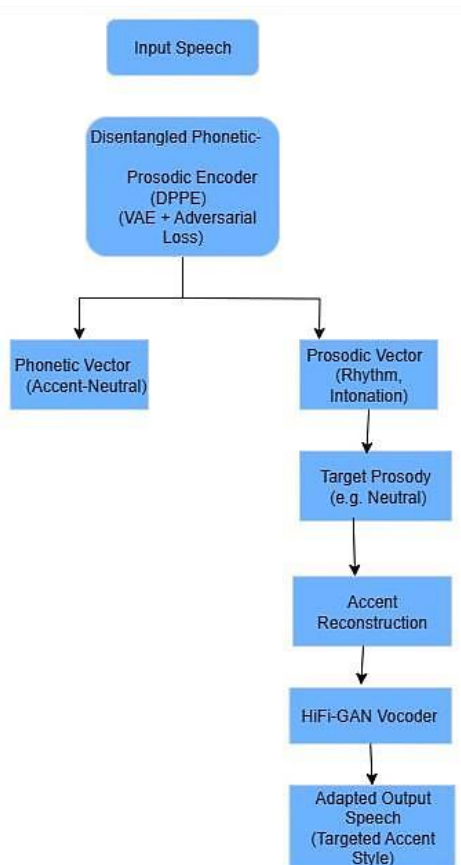 Input Speech
Disentangled Phonetic-
Prosodic Encoder
(DPPE)
(VAE + Adversarial
Loss)
Phonetic Vector
(Accent-Neutral)
Prosodic Vector
(Rhythm,
Intonation)
Target Prosody
(e.g. Neutral)
Accent
Reconstruction
HiFi-GAN Vocoder
Adapted Output
Speech
(Targeted Accent
Style)